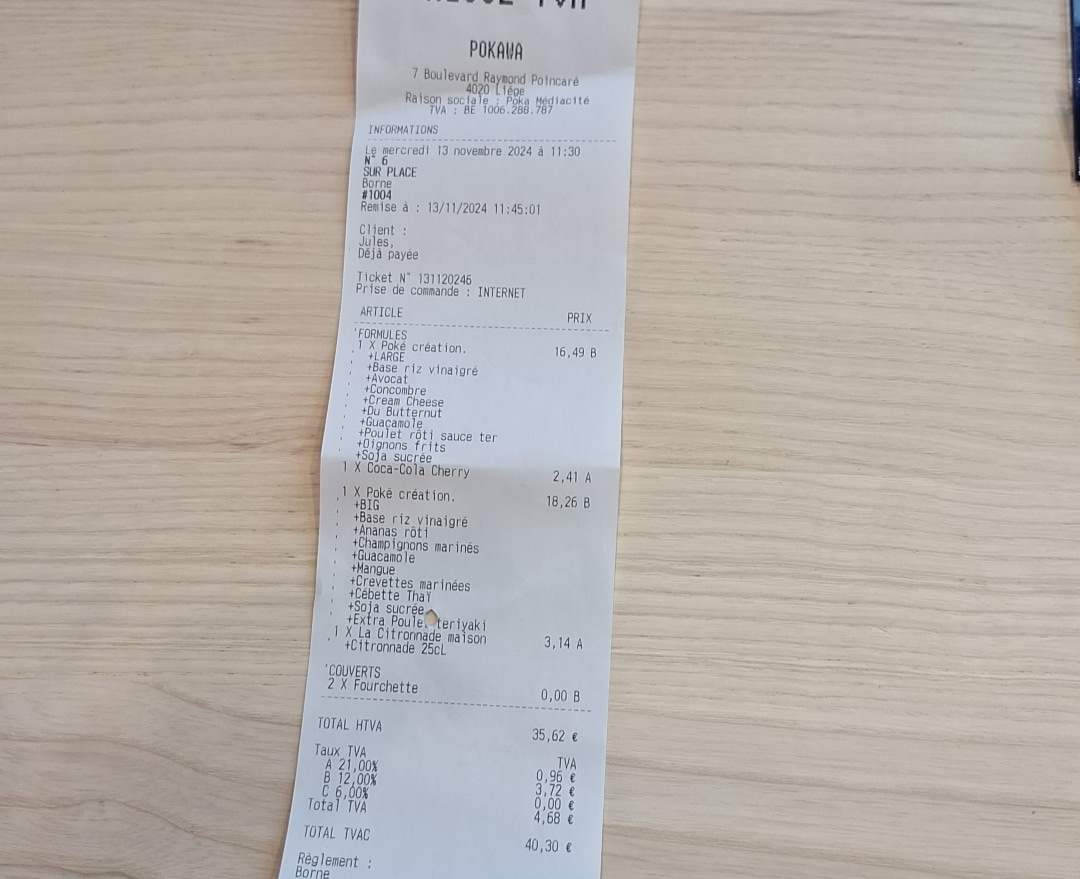 POKAWA
7 Boulevard Raymond Poincaré
4020 Liège
Raison sociale : Poka Médiacité
TVA : BE 1006.286.787
INFORMATIONS
Le mercredi 13 novembre 2024 à 11:30
N° 6
SUR PLACE
Borne
#1004
Remise à : 13/11/2024 11:45:01
Client :
Jules,
Déjà payée
Ticket N° 131120246
Prise de commande : INTERNET
ARTICLE PRIX
'FORMULES
1 X Poké création. 16,49 B
+LARGE
+Base riz vinaigré
+Avocat
+Concombre
+Cream Cheese
+Du Butternut
+Guacamole
+Poulet rôti sauce ter
+Oignons frits
+Soja sucrée
1 X Coca-Cola Cherry 2,41 A
1 X Poké création. 18,26 B
+BIG
+Base riz vinaigré
+Ananas rôti
+Champignons marinés
+Guacamole
+Mangue
+Crevettes marinées
+Cébette Thaï
+Soja sucrée
+Extra Poule teriyaki
1 X La Citronnade maison 3,14 A
+Citronnade 25cL
'COUVERTS
2 X Fourchette 0,00 B
TOTAL HTVA 35,62 €
Taux TVA TVA
A 21,00% 0,96 €
B 12,00% 3,72 €
C 6,00% 0,00 €
Total TVA 4,68 €
TOTAL TVAC 40,30 €
Règlement :
Borne